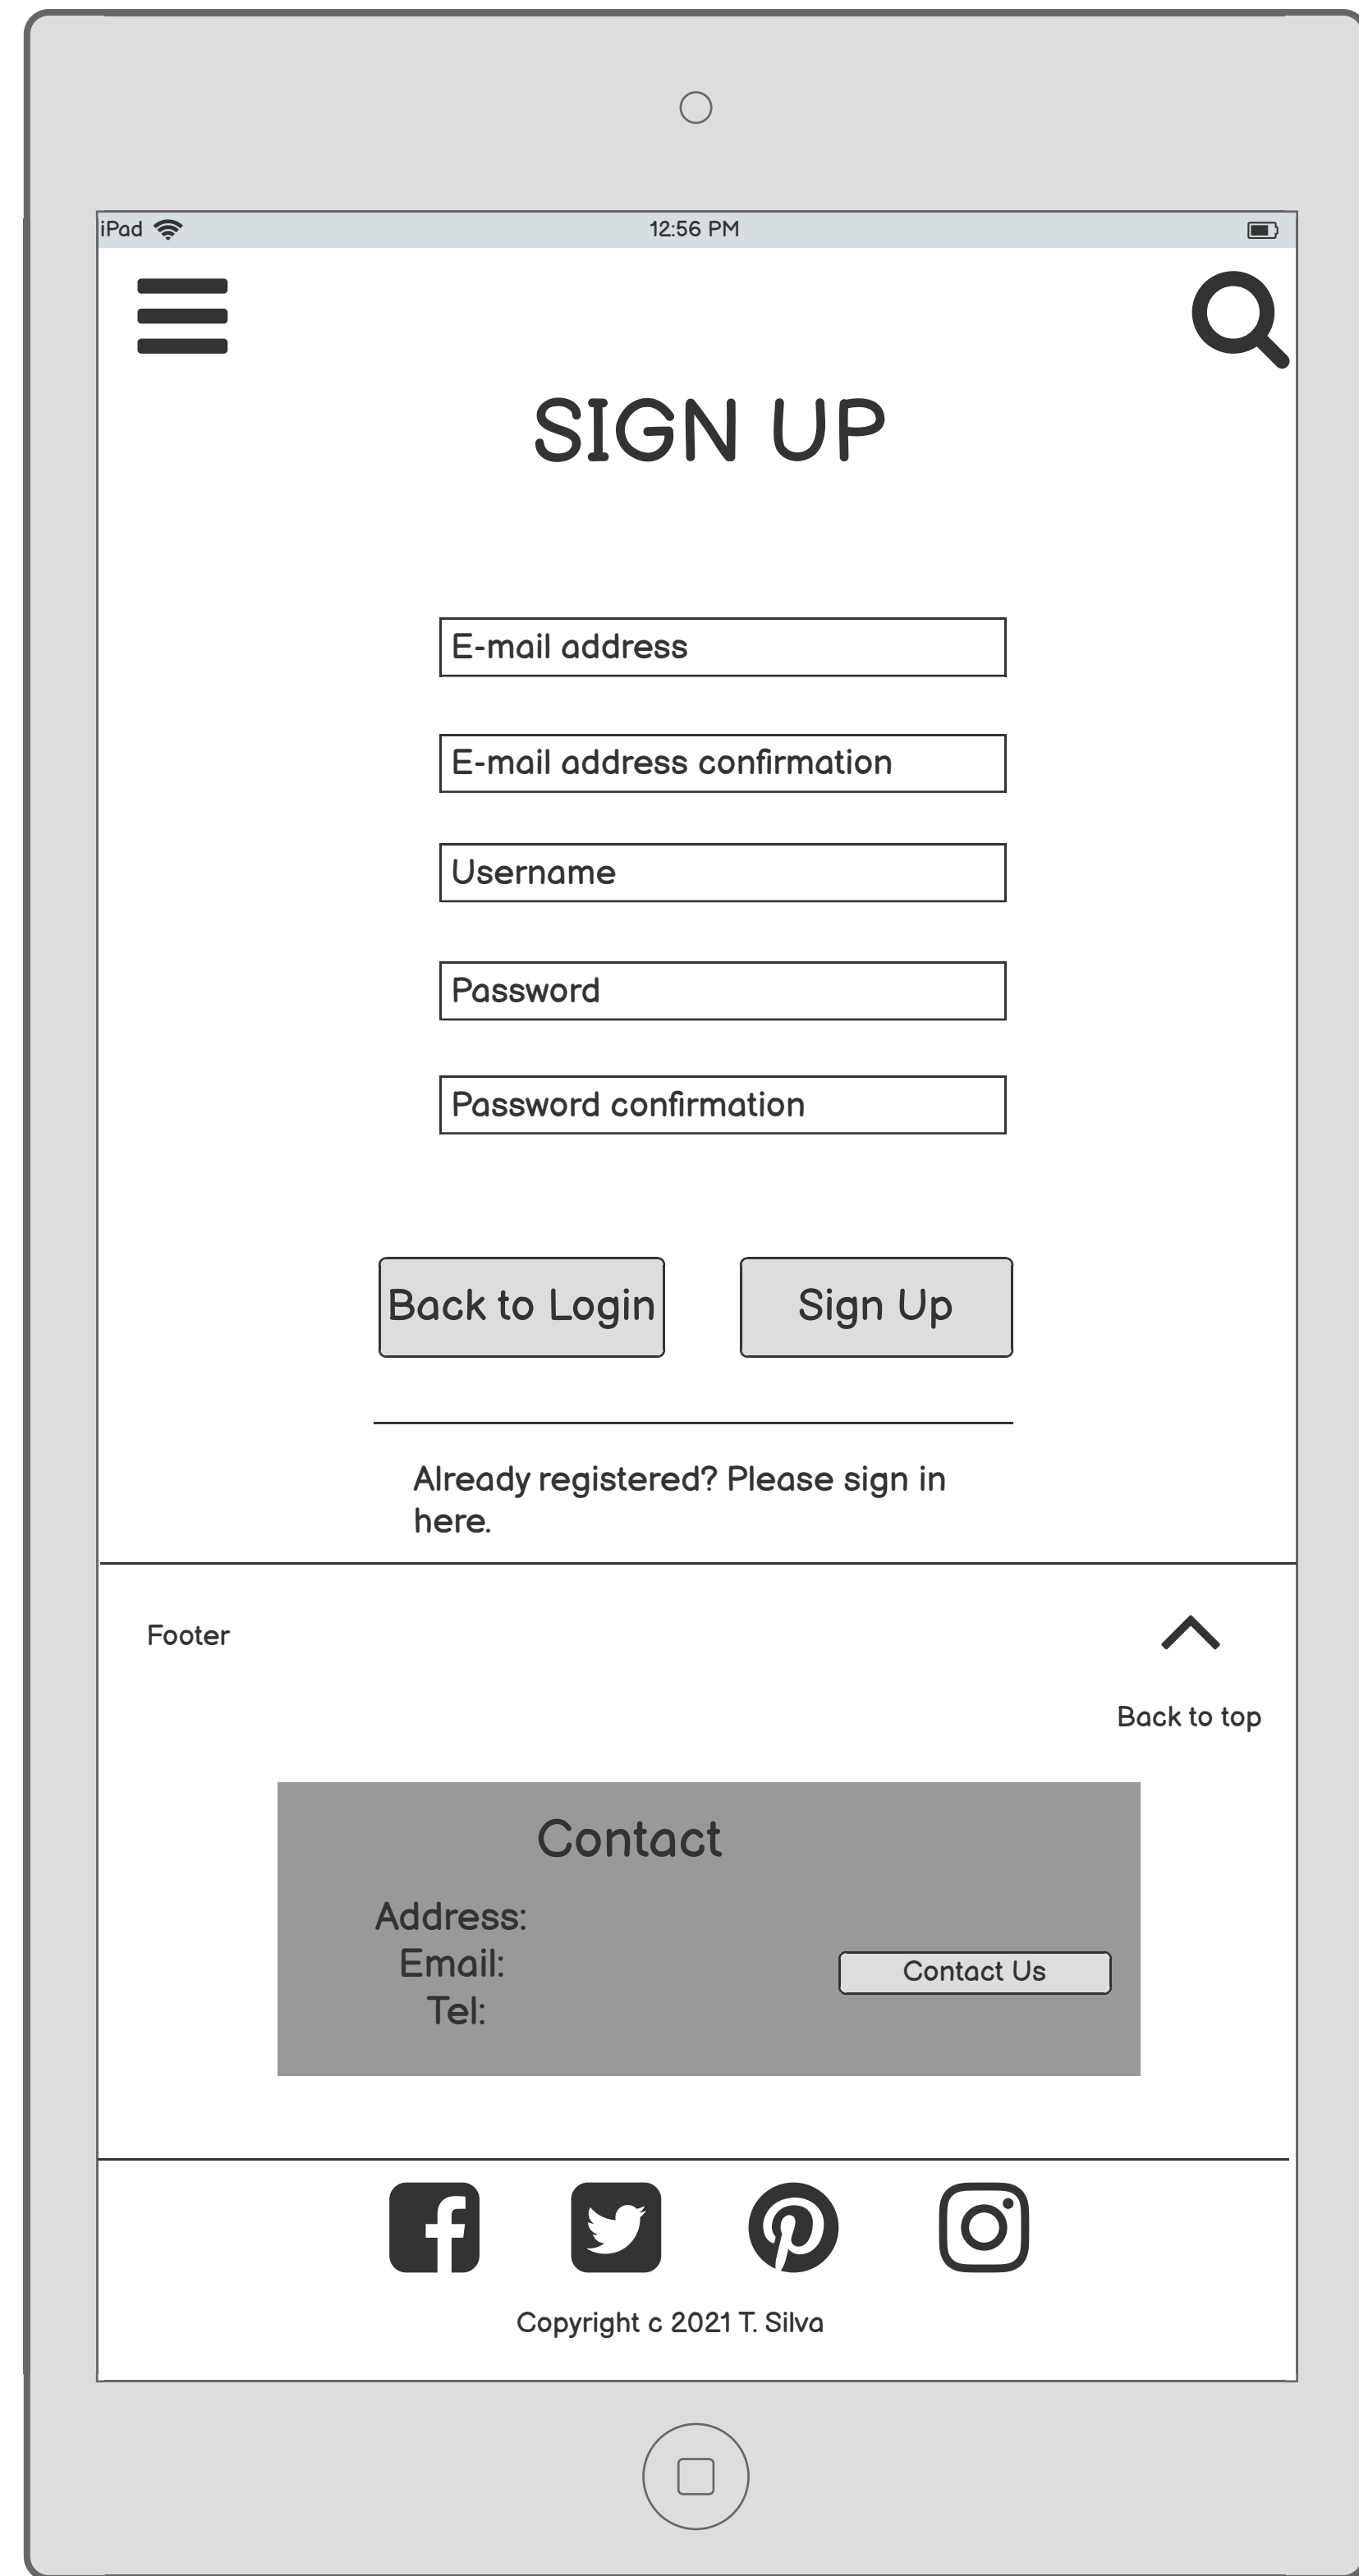 iPad
12:56 PM
SIGN UP
E-mail address
E-mail address confirmation
Username
Password
Password confirmation
Back to Login
Sign Up
Already registered? Please sign in
here.
Footer
Back to top
Contact
Address:
Email:
Tel:
Contact Us
Copyright c 2021 T. Silva